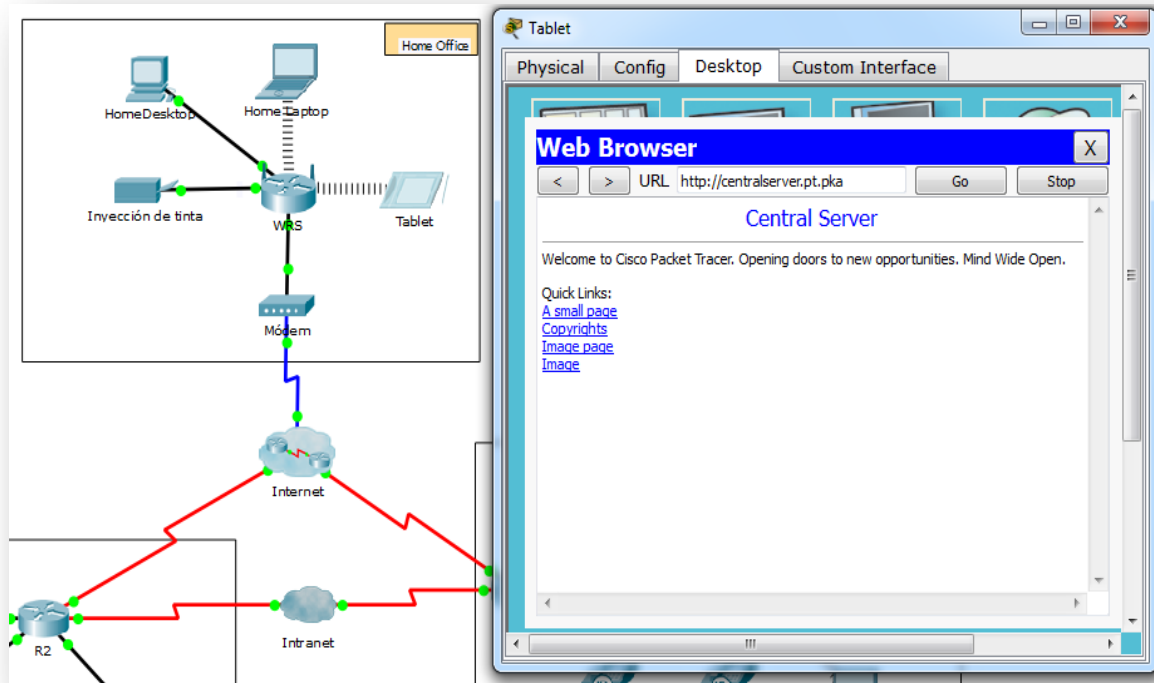 Home Office
HomeDesktop
Home Laptop
Inyección de tinta
WRS
Tablet
Módem
Internet
Intranet
R2
Tablet
Physical
Config
Desktop
Custom Interface
Web Browser
X
<
>
URL
http://centralserver.pt.pka
Go
Stop
Central Server
Welcome to Cisco Packet Tracer. Opening doors to new opportunities. Mind Wide Open.
Quick Links:
A small page
Copyrights
Image page
Image